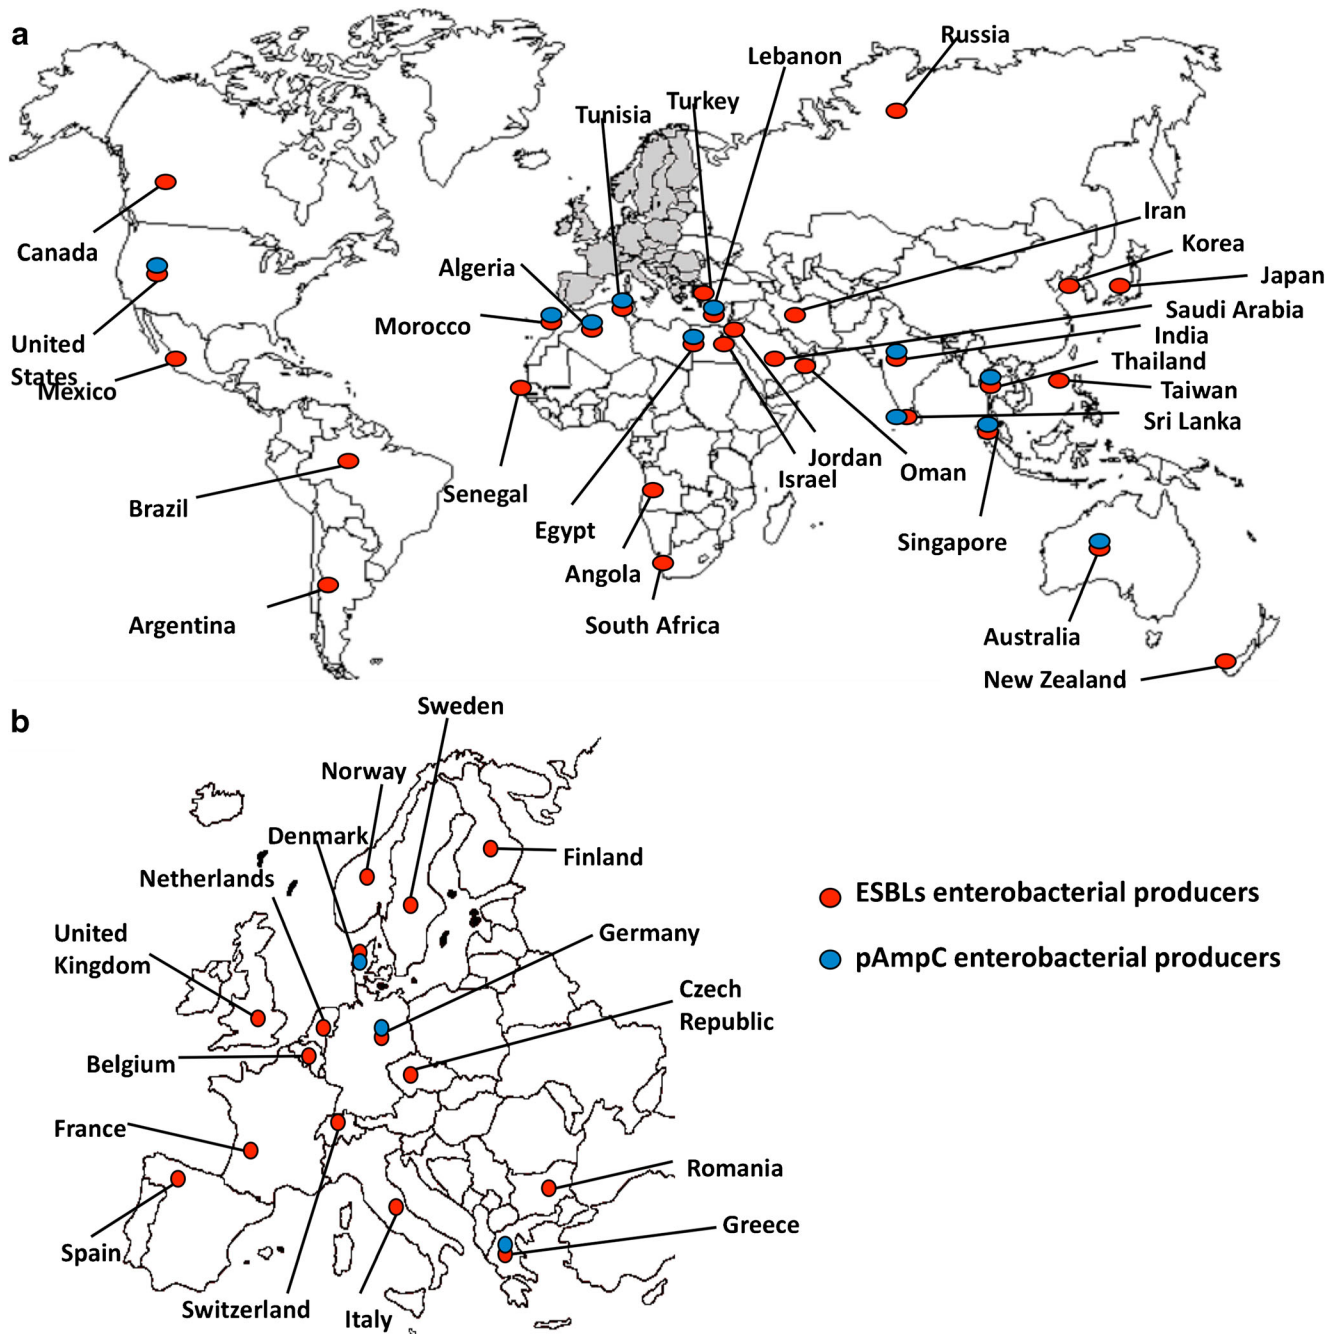 a
Russia
Lebanon
Turkey
Tunisia
Iran
Canada
Korea
Algeria
Japan
Saudi Arabia
Morocco
India
United
States
Thailand
Mexico
Taiwan
Sri Lanka
Jordan
Oman
Israel
Senegal
Brazil
Egypt
Singapore
Angola
Argentina
South Africa
Australia
New Zealand
b
Sweden
Norway
Denmark
Finland
Netherlands
ESBLs enterobacterial producers
United
Kingdom
Germany
pAmpC enterobacterial producers
Czech
Republic
Belgium
France
Romania
Greece
Spain
Switzerland
Italy